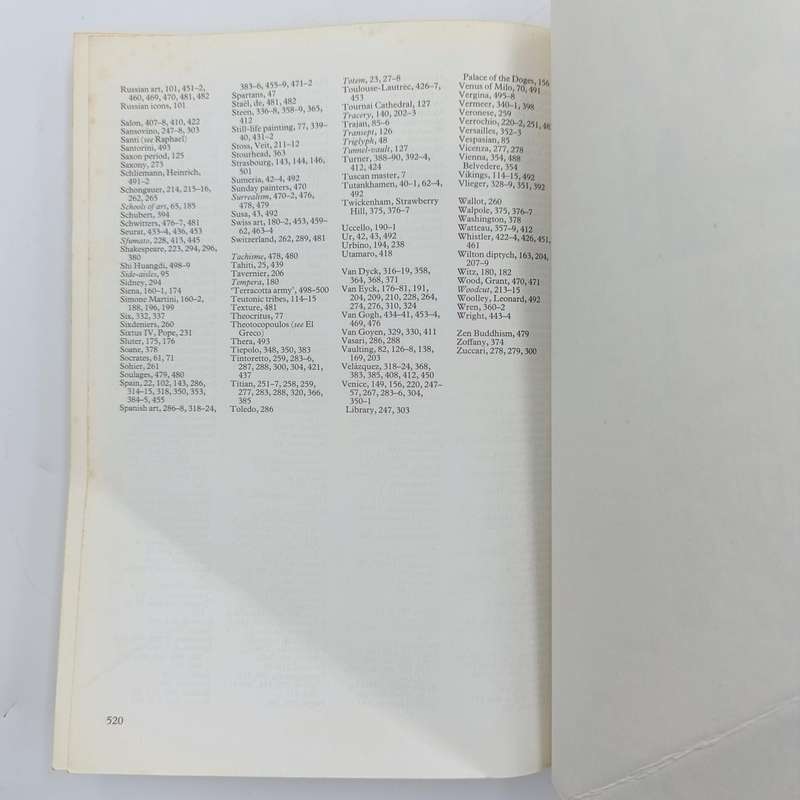 Russian art, 101, 451–2,
460, 469, 470, 481, 482
Russian icons, 101
Salon, 407–8, 410, 422
Sansovino, 247–8, 303
Santi (see Raphael)
Santorini, 493
Saxon period, 125
Saxony, 273
Schliemann, Heinrich,
491–2
Schongauer, 214, 215–16,
262, 265
Schools of art, 65, 185
Schubert, 394
Schwitters, 476–7, 481
Seurat, 433–4, 436, 453
Sfumato, 228, 413, 445
Shakespeare, 223, 294, 296,
380
Shi Huangdi, 498–9
Side-aisles, 95
Sidney, 294
Siena, 160–1, 174
Simone Martini, 160–2,
188, 196, 199
Six, 332, 337
Sixdeniers, 260
Sixtus IV, Pope, 231
Sluter, 175, 176
Soane, 378
Socrates, 61, 71
Sohier, 261
Soulages, 479, 480
Spain, 22, 102, 143, 286,
314–15, 318, 350, 353,
384–5, 455
Spanish art, 286–8, 318–24,
383–6, 455–9, 471–2
Spartans, 47
Staël, de, 481, 482
Steen, 336–8, 358–9, 365,
412
Still-life painting, 77, 339–
40, 431–2
Stoss, Veit, 211–12
Stourhead, 363
Strasbourg, 143, 144, 146,
501
Sumeria, 42–4, 492
Sunday painters, 470
Surrealism, 470–2, 476,
478, 479
Susa, 43, 492
Swiss art, 180–2, 453, 459–
62, 463–4
Switzerland, 262, 289, 481
Tachisme, 478, 480
Tahiti, 25, 439
Tavernier, 206
Tempera, 180
'Terracotta army', 498–500
Teutonic tribes, 114–15
Texture, 481
Theocritus, 77
Theotocopoulos (see El
Greco)
Thera, 493
Tiepolo, 348, 350, 383
Tintoretto, 259, 283–6,
287, 288, 300, 304, 421,
437
Titian, 251–7, 258, 259,
277, 283, 288, 320, 366,
385
Toledo, 286
Totem, 23, 27–8
Toulouse-Lautrec, 426–7,
453
Tournai Cathedral, 127
Tracery, 140, 202–3
Trajan, 85–6
Transept, 126
Triglyph, 48
Tunnel-vault, 127
Turner, 388–90, 392–4,
412, 424
Tuscan master, 7
Tutankhamen, 40–1, 62–4,
492
Twickenham, Strawberry
Hill, 375, 376–7
Uccello, 190–1
Ur, 42, 43, 492
Urbino, 194, 238
Utamaro, 418
Van Dyck, 316–19, 358,
364, 368, 371
Van Eyck, 176–81, 191,
204, 209, 210, 228, 264,
274, 276, 310, 324
Van Gogh, 434–41, 453–4,
469, 476
Van Goyen, 329, 330, 411
Vasari, 286, 288
Vaulting, 82, 126–8, 138,
169, 203
Velázquez, 318–24, 368,
383, 385, 408, 412, 450
Venice, 149, 156, 220, 247–
57, 267, 283–6, 304,
350–1
Library, 247, 303
Palace of the Doges, 156
Venus of Milo, 70, 491
Vergina, 495–8
Vermeer, 340–1, 398
Veronese, 259
Verrochio, 220–2, 251,
Versailles, 352–3
Vespasian, 85
Vicenza, 277, 278
Vienna, 354, 488
Belvedere, 354
Vikings, 114–15, 492
Vlieger, 328–9, 351, 392
Wallot, 260
Walpole, 375, 376–7
Washington, 378
Watteau, 357–9, 412
Whistler, 422–4, 426, 451,
461
Wilton diptych, 163, 204,
207–9
Witz, 180, 182
Wood, Grant, 470, 471
Woodcut, 213–15
Woolley, Leonard, 492
Wren, 360–2
Wright, 443–4
Zen Buddhism, 479
Zoffany, 374
Zuccari, 278, 279, 300
520